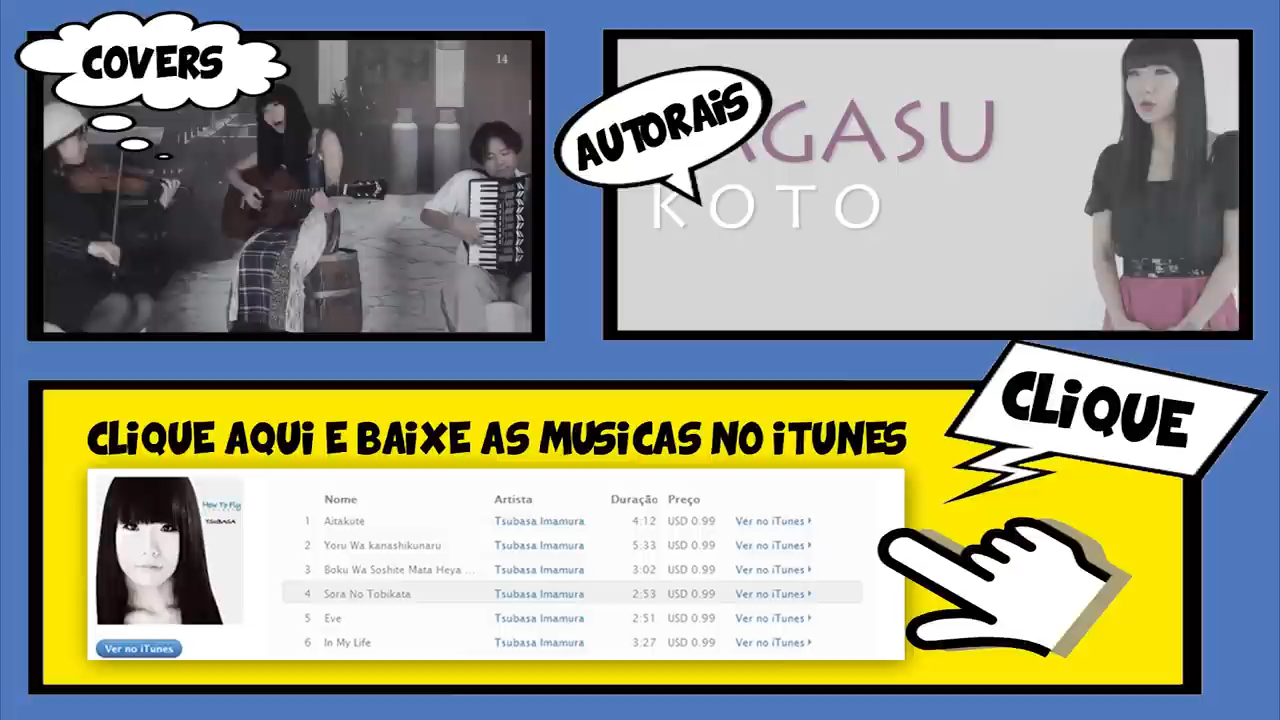 COVERS
14
AUTORAIS
AGASU
KOTO
CLIQUE
CLIQUE AQUI E BAIXE AS MUSICAS NO ITUNES
How To Fly
TSUBASA
Ver no iTunes
Nome Artista Duração Preço
1 Aitakute Tsubasa Imamura 4:12 USD 0.99 Ver no iTunes
2 Yoru Wa kanashikunaru Tsubasa Imamura 5:33 USD 0.99 Ver no iTunes
3 Boku Wa Soshite Mata Heya ... Tsubasa Imamura 3:02 USD 0.99 Ver no iTunes
4 Sora No Tobikata Tsubasa Imamura 2:53 USD 0.99 Ver no iTunes
5 Eve Tsubasa Imamura 2:51 USD 0.99 Ver no iTunes
6 In My Life Tsubasa Imamura 3:27 USD 0.99 Ver no iTunes